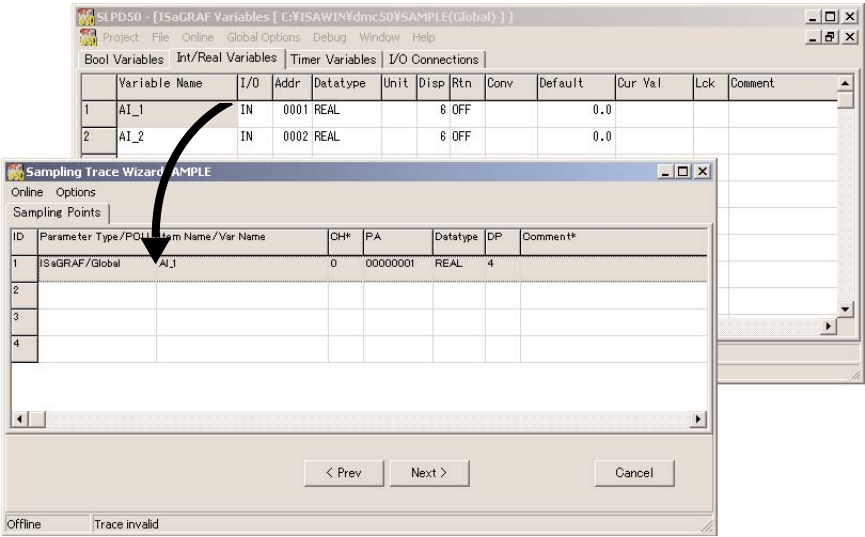 SLPD50 - [ISaGRAF Variables [ C:¥ISAWIN¥dmc50¥SAMPLE(Global) ] ]
Project File Online Global Options Debug Window Help
Bool Variables Int/Real Variables Timer Variables I/O Connections
Variable Name I/O Addr Datatype Unit Disp Rtn Conv Default Cur Val Lck Comment
1 AI_1 IN 0001 REAL 6 OFF 0.0
2 AI_2 IN 0002 REAL 6 OFF 0.0
Sampling Trace Wizard AMPLE
Online Options
Sampling Points
ID Parameter Type/POU Item Name/Var Name CH* PA Datatype DP Comment*
1 ISaGRAF/Global AI_1 0 00000001 REAL 4
2
3
4
< Prev Next > Cancel
Offline Trace invalid